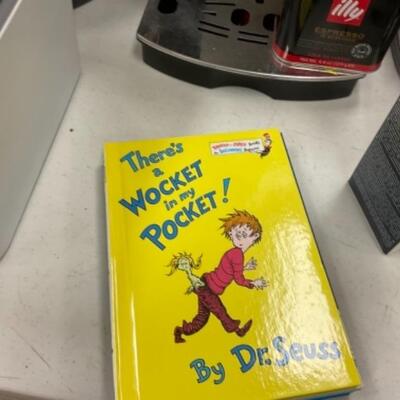 illy
ESPRESSO
There's
a
WOCKET
in my
POCKET!
By Dr. Seuss